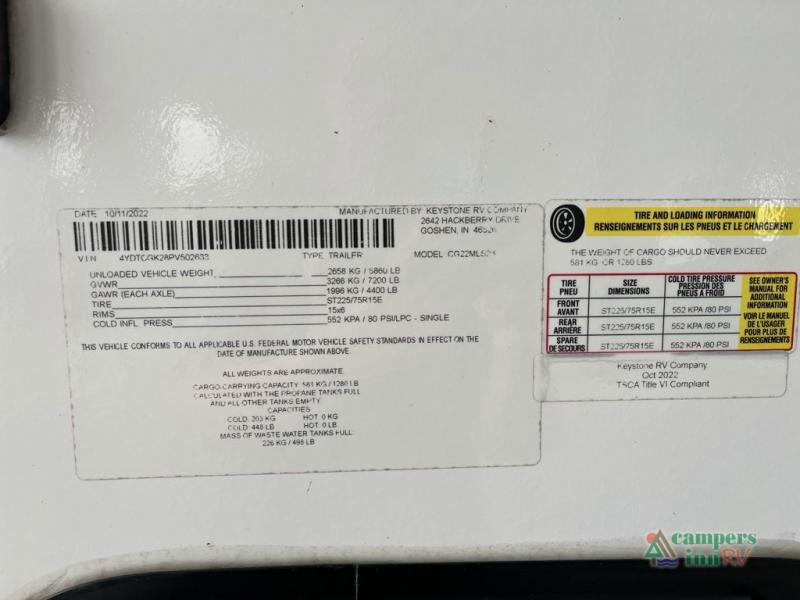 DATE 10/11/2022
MANUFACTURED BY KEYSTONE RV COMPANY
2642 HACKBERRY DRIVE
GOSHEN, IN 46526
VIN TYPE TRAILER MODEL
UNLOADED VEHICLE WEIGHT 2658 KG / 5860 LB
GVWR 3266 KG / 7200 LB
GAWR (EACH AXLE) 1996 KG / 4400 LB
TIRE ST225/75R15E
RIMS 15x6
COLD INFL. PRESS 552 KPA / 80 PSI/LPC - SINGLE
THIS VEHICLE CONFORMS TO ALL APPLICABLE U.S. FEDERAL MOTOR VEHICLE SAFETY STANDARDS IN EFFECT ON THE
DATE OF MANUFACTURE SHOWN ABOVE.
ALL WEIGHTS ARE APPROXIMATE.
CARGO CARRYING CAPACITY 581 KG / 1280 LB
CALCULATED WITH THE PROPANE TANKS FULL
AND ALL OTHER TANKS EMPTY
CAPACITIES
COLD: 203 KG HOT: 0 KG
COLD: 448 LB HOT: 0 LB
MASS OF WASTE WATER TANKS FULL:
226 KG / 498 LB
TIRE AND LOADING INFORMATION
RENSEIGNEMENTS SUR LES PNEUS ET LE CHARGEMENT
THE WEIGHT OF CARGO SHOULD NEVER EXCEED
581 KG OR 1280 LBS
TIRE
PNEU
SIZE
DIMENSIONS
COLD TIRE PRESSURE
PRESSION DES
PNEUS A FROID
FRONT
AVANT
ST225/75R15E
552 KPA /80 PSI
REAR
ARRIÈRE
ST225/75R15E
552 KPA /80 PSI
SPARE
DE SECOURS
ST225/75R15E
552 KPA /80 PSI
SEE OWNER'S
MANUAL FOR
ADDITIONAL
INFORMATION
VOIR LE MANUEL
DE L'USAGER
POUR PLUS DE
RENSEIGNEMENTS
Keystone RV Company
Oct 2022
TSCA Title VI Compliant
campers
inn RV